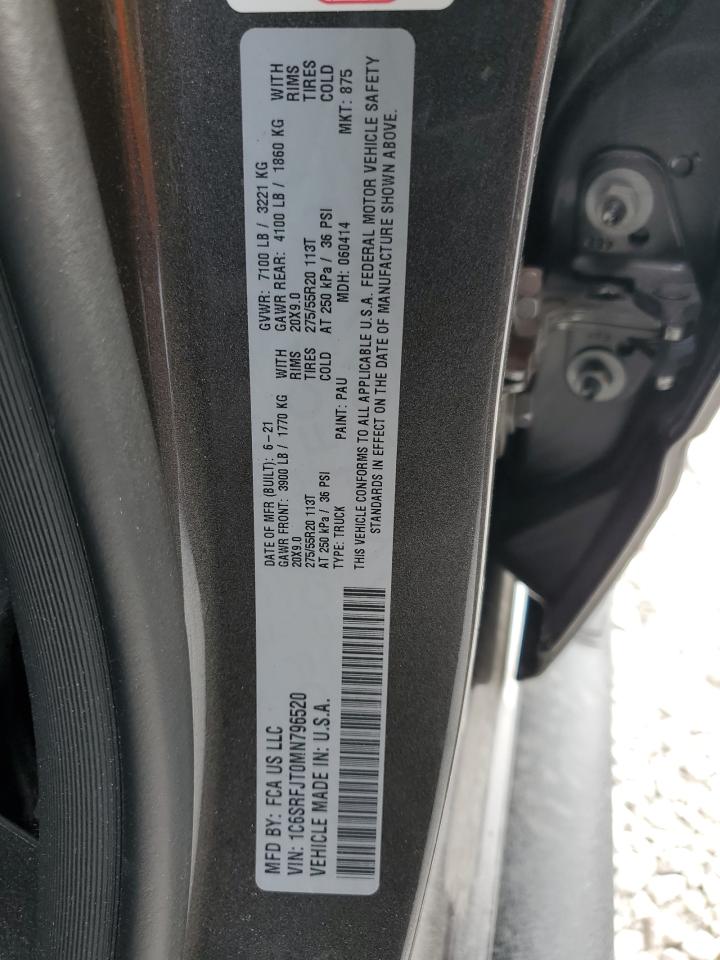 MFD BY: FCA US LLC
VIN: 1C6SRFJT0MN796520
VEHICLE MADE IN: U.S.A.
DATE OF MFR (BUILT): 6-21 GVWR: 7100 LB / 3221 KG
GAWR FRONT: 3900 LB / 1770 KG WITH GAWR REAR: 4100 LB / 1860 KG WITH
20X9.0 RIMS 20X9.0 RIMS
275/55R20 113T TIRES 275/55R20 113T TIRES
AT 250 kPa / 36 PSI COLD AT 250 kPa / 36 PSI COLD
TYPE: TRUCK PAINT: PAU MDH: 060414 MKT: 875
THIS VEHICLE CONFORMS TO ALL APPLICABLE U.S.A. FEDERAL MOTOR VEHICLE SAFETY
STANDARDS IN EFFECT ON THE DATE OF MANUFACTURE SHOWN ABOVE.